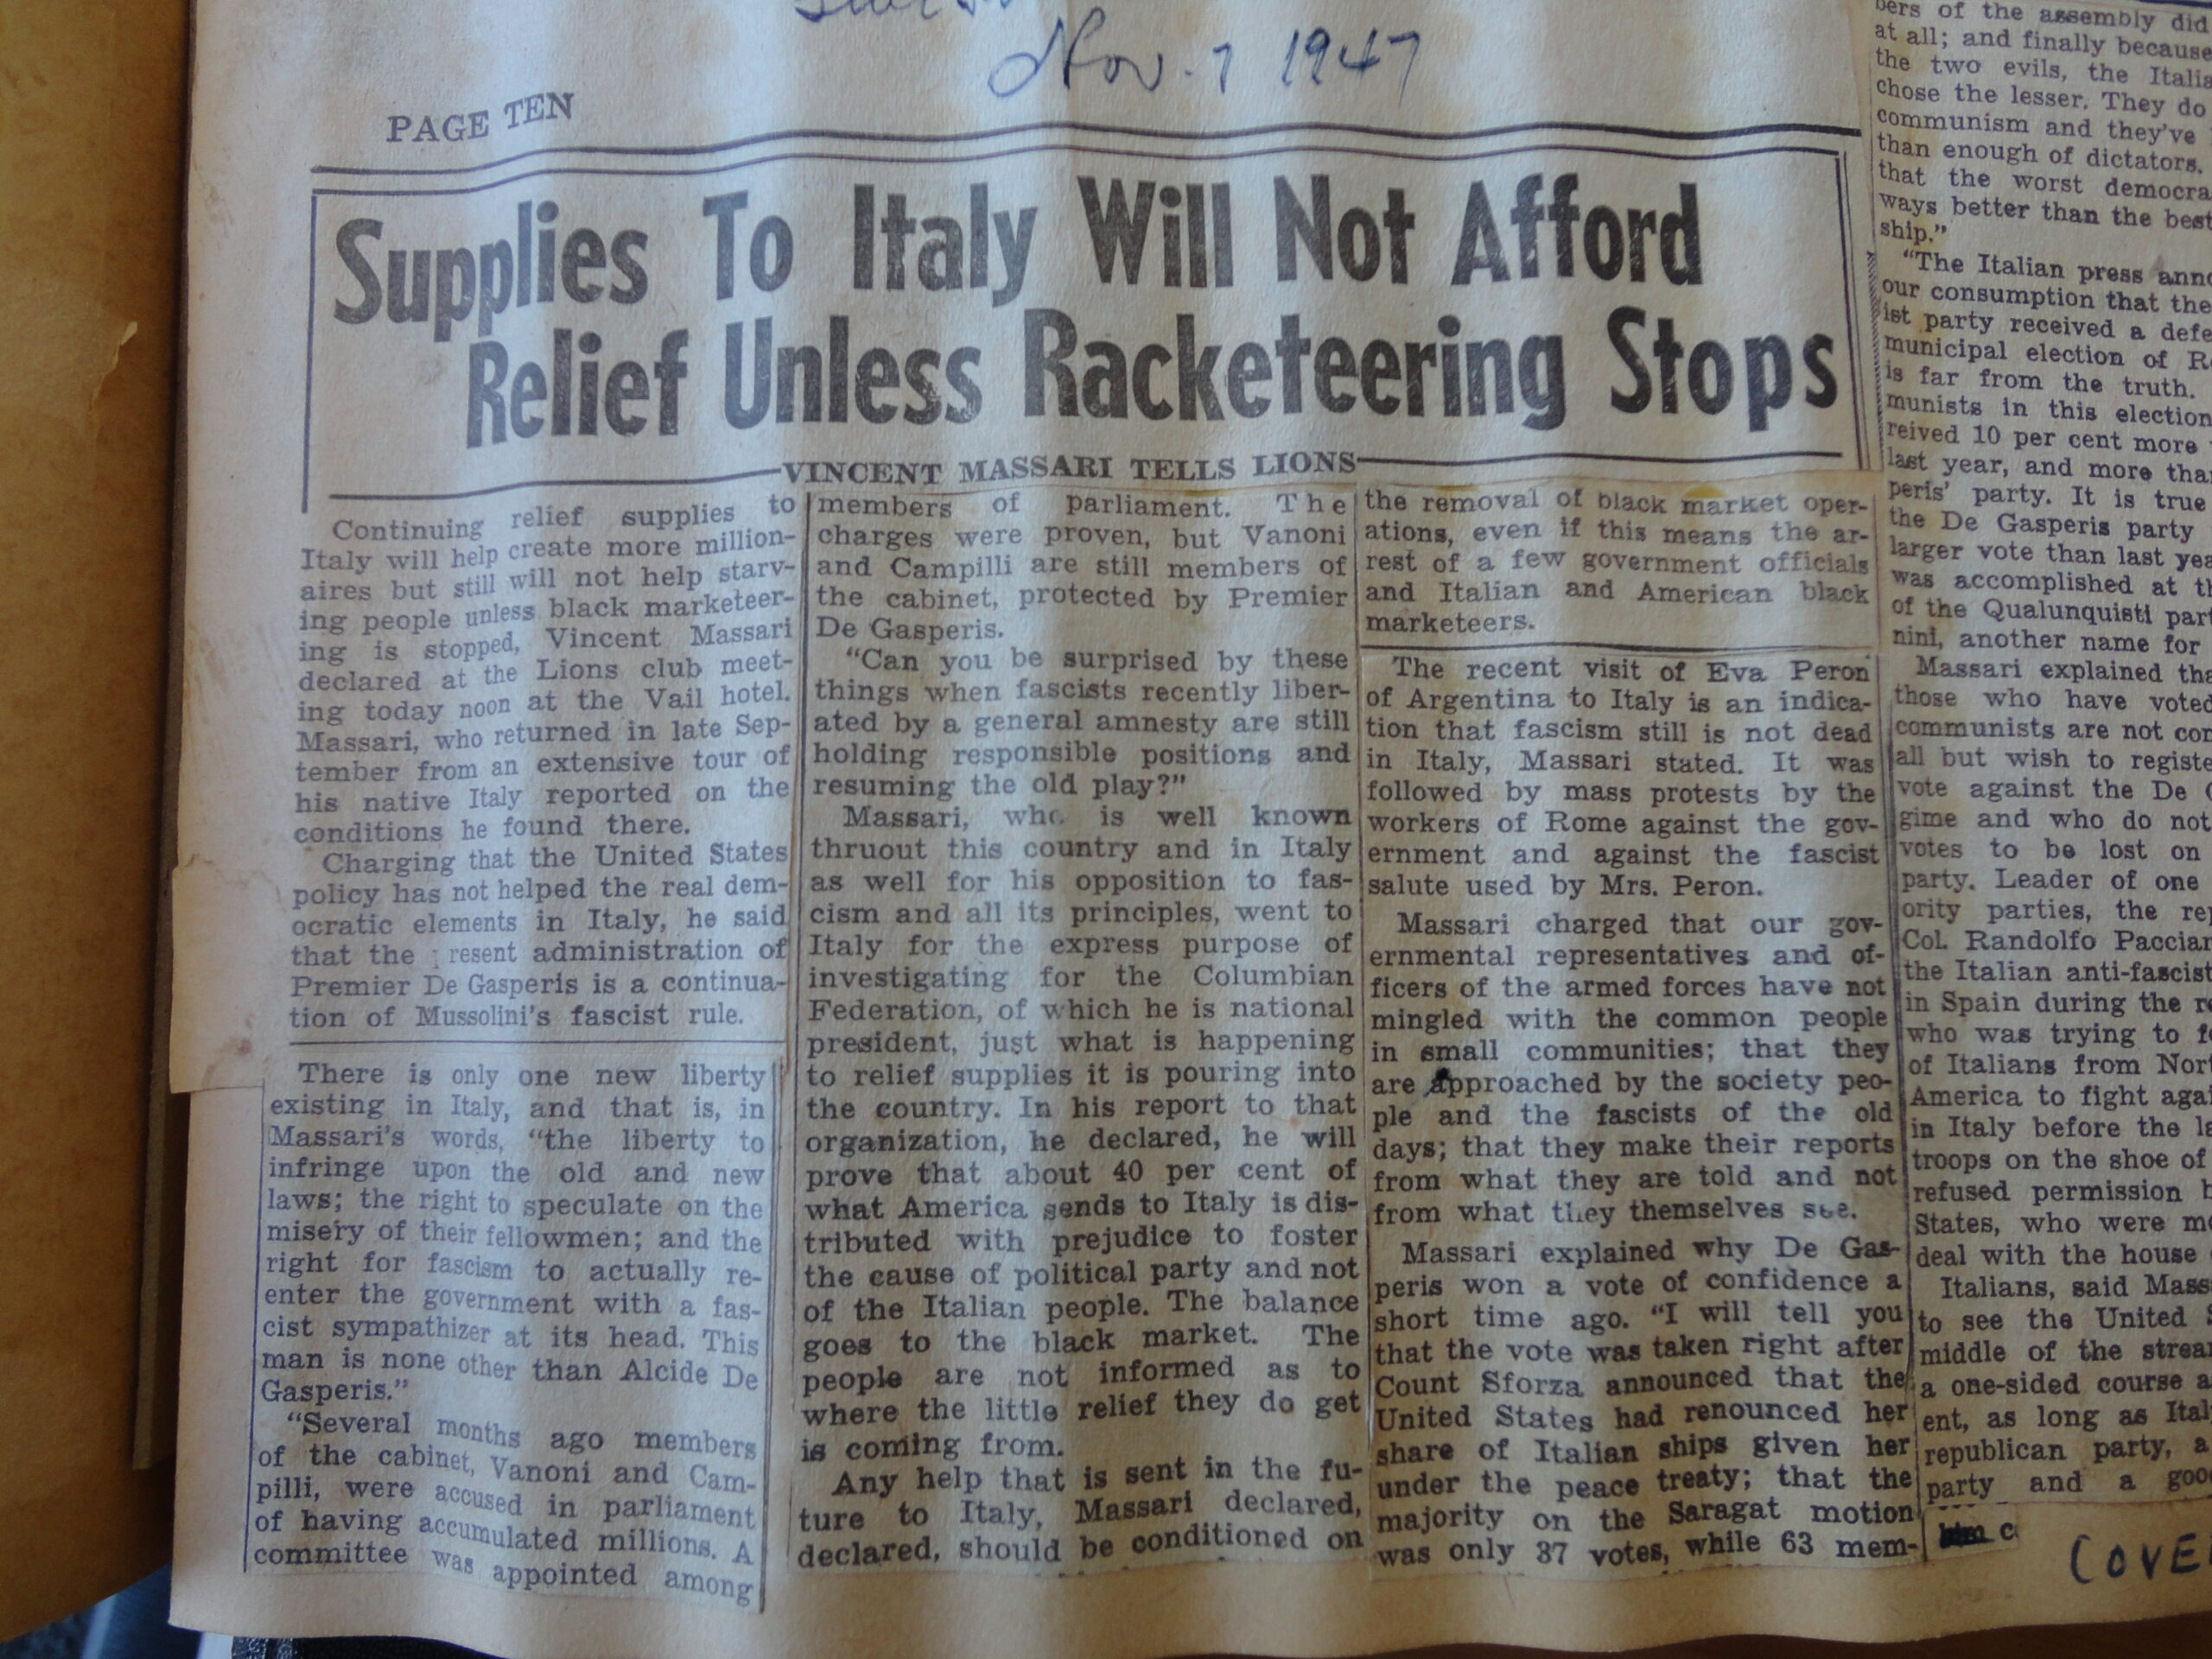 Nov. 7 1947
PAGE TEN
Supplies To Italy Will Not Afford
Relief Unless Racketeering Stops
VINCENT MASSARI TELLS LIONS
Continuing relief supplies to
Italy will help create more million-
aires but still will not help starv-
ing people unless black marketeer-
ing is stopped, Vincent Massari
declared at the Lions club meet-
ing today noon at the Vail hotel.
Massari, who returned in late Sep-
tember from an extensive tour of
his native Italy reported on the
conditions he found there.
Charging that the United States
policy has not helped the real dem-
ocratic elements in Italy, he said
that the resent administration of
Premier De Gasperis is a continua-
tion of Mussolini's fascist rule.
There is only one new liberty
existing in Italy, and that is, in
Massari's words, "the liberty to
infringe upon the old and new
laws; the right to speculate on the
misery of their fellowmen; and the
right for fascism to actually re-
enter the government with a fas-
cist sympathizer at its head. This
man is none other than Alcide De
Gasperis."
"Several months ago members
of the cabinet, Vanoni and Cam-
pilli, were accused in parliament
of having accumulated millions. A
committee was appointed among
members of parliament. The
charges were proven, but Vanoni
and Campilli are still members of
the cabinet, protected by Premier
De Gasperis.
"Can you be surprised by these
things when fascists recently liber-
ated by a general amnesty are still
holding responsible positions and
resuming the old play?"
Massari, who is well known
thruout this country and in Italy
as well for his opposition to fas-
cism and all its principles, went to
Italy for the express purpose of
investigating for the Columbian
Federation, of which he is national
president, just what is happening
to relief supplies it is pouring into
the country. In his report to that
organization, he declared, he will
prove that about 40 per cent of
what America sends to Italy is dis-
tributed with prejudice to foster
the cause of political party and not
of the Italian people. The balance
goes to the black market. The
people are not informed as to
where the little relief they do get
is coming from.
Any help that is sent in the fu-
ture to Italy, Massari declared,
declared, should be conditioned on
the removal of black market oper-
ations, even if this means the ar-
rest of a few government officials
and Italian and American black
marketeers.
The recent visit of Eva Peron
of Argentina to Italy is an indica-
tion that fascism still is not dead
in Italy, Massari stated. It was
followed by mass protests by the
workers of Rome against the gov-
ernment and against the fascist
salute used by Mrs. Peron.
Massari charged that our gov-
ernmental representatives and of-
ficers of the armed forces have not
mingled with the common people
in small communities; that they
are approached by the society peo-
ple and the fascists of the old
days; that they make their reports
from what they are told and not
from what they themselves see.
Massari explained why De Gas-
peris won a vote of confidence a
short time ago. "I will tell you
that the vote was taken right after
Count Sforza announced that the
United States had renounced her
share of Italian ships given her
under the peace treaty; that the
majority on the Saragat motion
was only 37 votes, while 63 mem-
bers of the assembly did
at all; and finally because
the two evils, the
chose the lesser. They do
communism and they've
than enough of dictators.
that the worst
ways better than the best
ship."
"The Italian press
our consumption that the
ist party received a
municipal election of
is far from the truth.
munists in this election
reived 10 per cent more
last year, and more
peris' party. It is true
the De Gasperis party
larger vote than last
was accomplished at
of the Qualunquisti
nini, another name for
Massari explained
those who have voted
communists are not
all but wish to
vote against the De
gime and who do not
votes to be lost on
party. Leader of one
ority parties, the
Col. Randolfo
the Italian anti-fascist
in Spain during the
who was trying to
of Italians from
America to fight
in Italy before the
troops on the shoe of
refused permission
States, who were
deal with the house
Italians, said
to see the United
middle of the
a one-sided course
ent, as long as
republican party, a
party and a